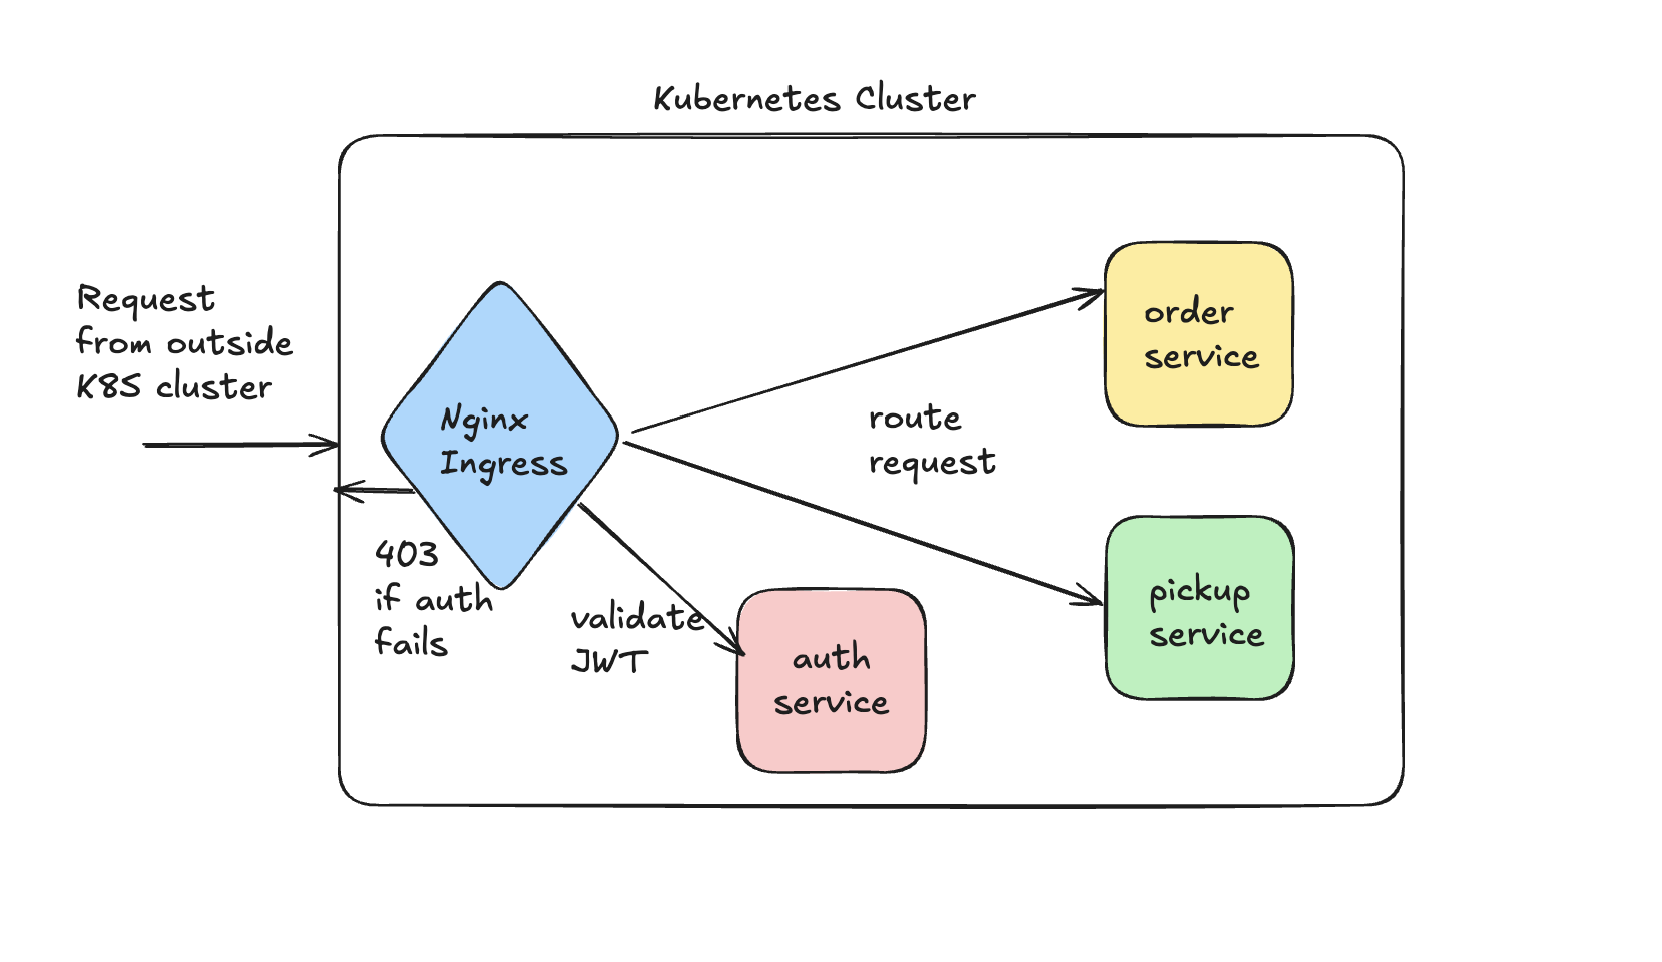 Kubernetes Cluster
Request
from outside
K8S cluster
Nginx
Ingress
order
service
route
request
403
if auth
fails
validate
JWT
auth
service
pickup
service